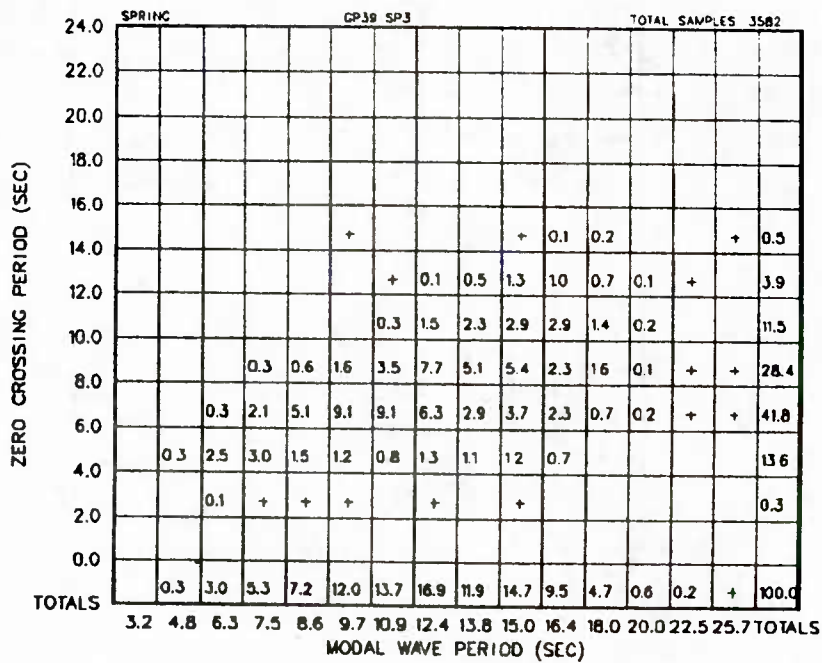 SPRING GP39 SP3 TOTAL SAMPLES 3582
24.0
22.0
20.0
18.0
16.0
+ + 0.1 0.2 + 0.5
14.0
+ 0.1 0.5 1.3 1.0 0.7 0.1 + 3.9
12.0
0.3 1.5 2.3 2.9 2.9 1.4 0.2 11.5
10.0
0.3 0.6 1.6 3.5 7.7 5.1 5.4 2.3 1.6 0.1 + + 28.4
8.0
0.3 2.1 5.1 9.1 9.1 6.3 2.9 3.7 2.3 0.7 0.2 + + 41.8
6.0
0.3 2.5 3.0 1.5 1.2 0.8 1.3 1.1 1.2 0.7 13.6
4.0
0.1 + + + + + 0.3
2.0
0.0
0.3 3.0 5.3 7.2 12.0 13.7 16.9 11.9 14.7 9.5 4.7 0.6 0.2 + 100.0
TOTALS
3.2 4.8 6.3 7.5 8.6 9.7 10.9 12.4 13.8 15.0 16.4 18.0 20.0 22.5 25.7 TOTALS
MODAL WAVE PERIOD (SEC)
ZERO CROSSING PERIOD (SEC)